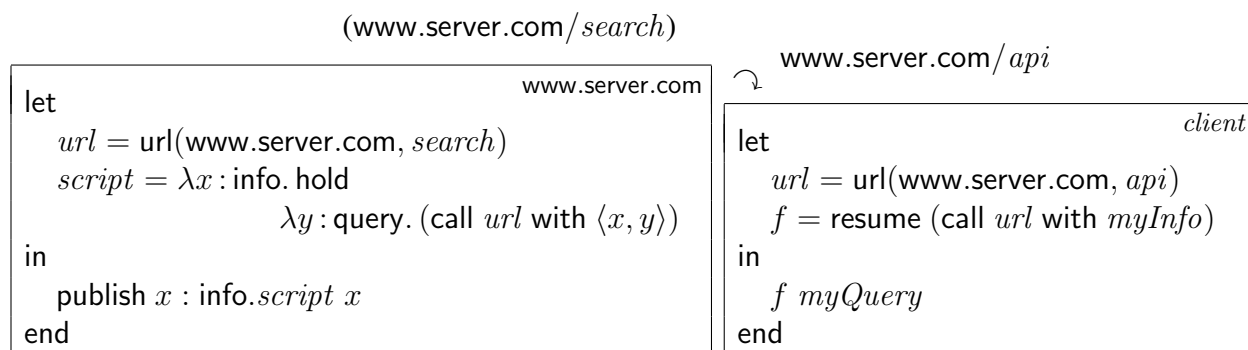 (www.server.com/search)
www.server.com
let
url = url(www.server.com, search)
script = λx : info. hold
λy : query. (call url with ⟨x, y⟩)
in
publish x : info.script x
end
↷ www.server.com/api
client
let
url = url(www.server.com, api)
f = resume (call url with myInfo)
in
f myQuery
end